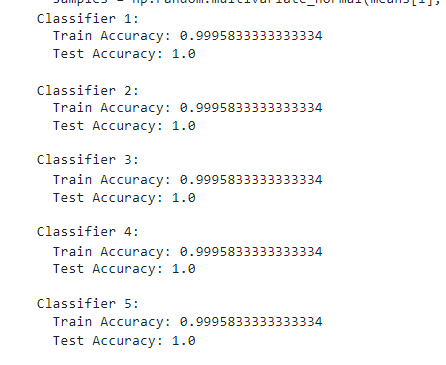 samples = np.random.multivariate_normal(means[i],
Classifier 1:
Train Accuracy: 0.9995833333333334
Test Accuracy: 1.0
Classifier 2:
Train Accuracy: 0.9995833333333334
Test Accuracy: 1.0
Classifier 3:
Train Accuracy: 0.9995833333333334
Test Accuracy: 1.0
Classifier 4:
Train Accuracy: 0.9995833333333334
Test Accuracy: 1.0
Classifier 5:
Train Accuracy: 0.9995833333333334
Test Accuracy: 1.0